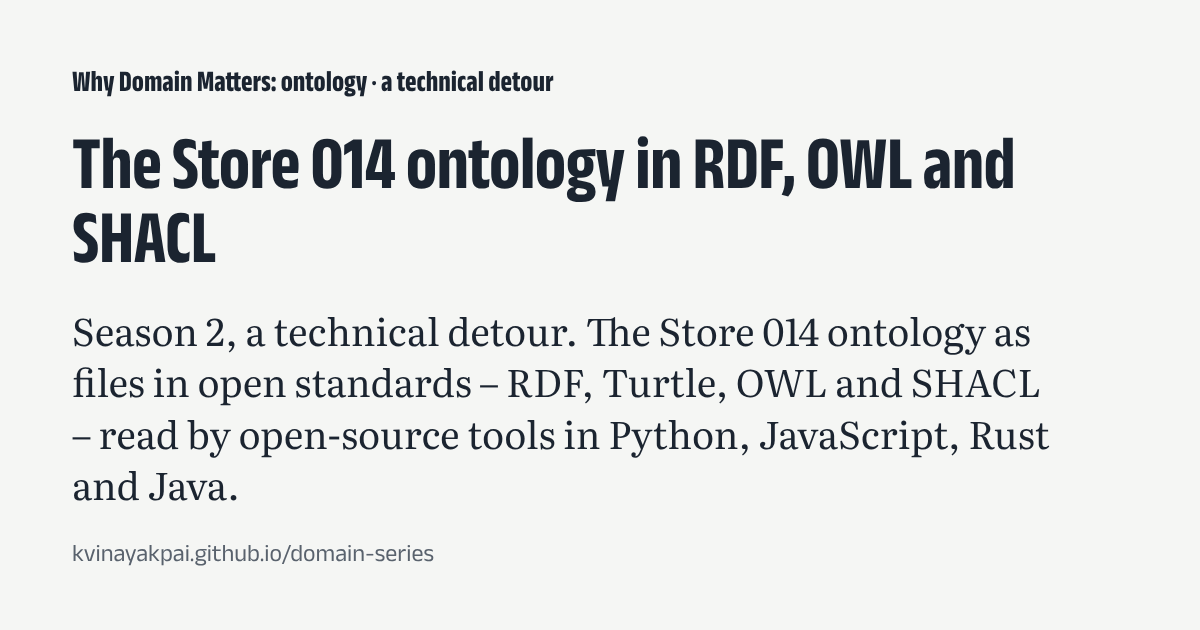 Why Domain Matters: ontology · a technical detour
The Store 014 ontology in RDF, OWL and
SHACL
Season 2, a technical detour. The Store 014 ontology as
files in open standards – RDF, Turtle, OWL and SHACL
– read by open-source tools in Python, JavaScript, Rust
and Java.
kvinayakpai.github.io/domain-series